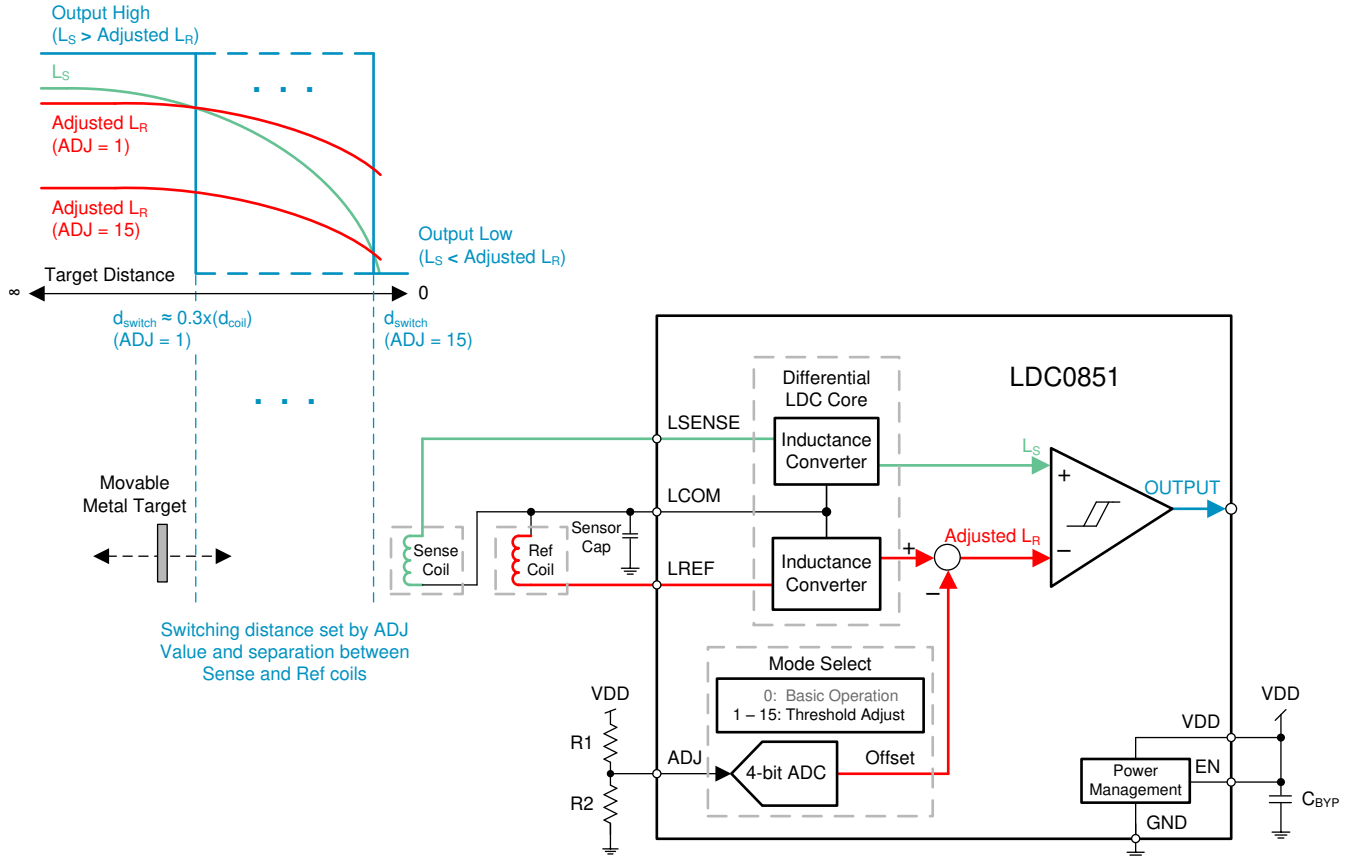 Output High
(LS > Adjusted LR)
LS
Adjusted LR
(ADJ = 1)
Adjusted LR
(ADJ = 15)
Output Low
(LS < Adjusted LR)
∞
Target Distance
0
dswitch ≈ 0.3x(dcoil)
(ADJ = 1)
dswitch
(ADJ = 15)
. . .
. . .
Movable
Metal Target
Switching distance set by ADJ
Value and separation between
Sense and Ref coils
Sense
Coil
Ref
Coil
Sensor
Cap
LSENSE
LCOM
LREF
Differential
LDC Core
Inductance
Converter
Inductance
Converter
LDC0851
LS
+
−
OUTPUT
Adjusted LR
+
−
Mode Select
0: Basic Operation
1 – 15: Threshold Adjust
VDD
R1
R2
ADJ
4-bit ADC
Offset
VDD
VDD
EN
Power
Management
GND
CBYP